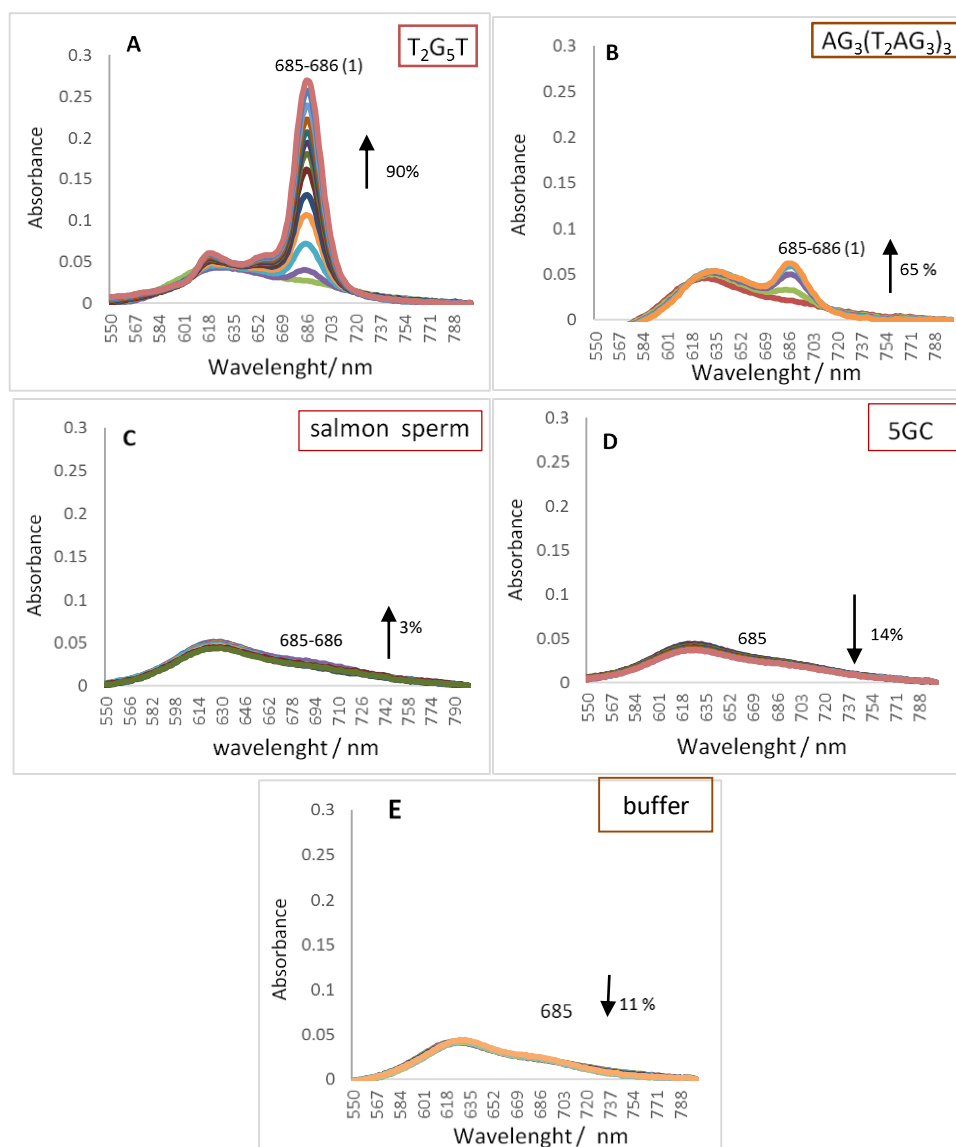 A
T₂G₅T
685-686 (1)
90%
0.3
0.25
0.2
0.15
0.1
0.05
0
Absorbance
550 567 584 601 618 635 652 669 686 703 720 737 754 771 788
Wavelenght/ nm
B
AG₃(T₂AG₃)₃
685-686 (1)
65 %
0.3
0.25
0.2
0.15
0.1
0.05
0
Absorbance
550 567 584 601 618 635 652 669 686 703 720 737 754 771 788
Wavelenght / nm
C
salmon sperm
685-686
3%
0.3
0.25
0.2
0.15
0.1
0.05
0
Absorbance
550 566 582 598 614 630 646 662 678 694 710 726 742 758 774 790
wavelenght / nm
D
5GC
685
14%
0.3
0.25
0.2
0.15
0.1
0.05
0
Absorbance
550 567 584 601 618 635 652 669 686 703 720 737 754 771 788
Wavelenght / nm
E
buffer
685
11 %
0.3
0.25
0.2
0.15
0.1
0.05
0
Absorbance
550 567 584 601 618 635 652 669 686 703 720 737 754 771 788
Wavelenght / nm